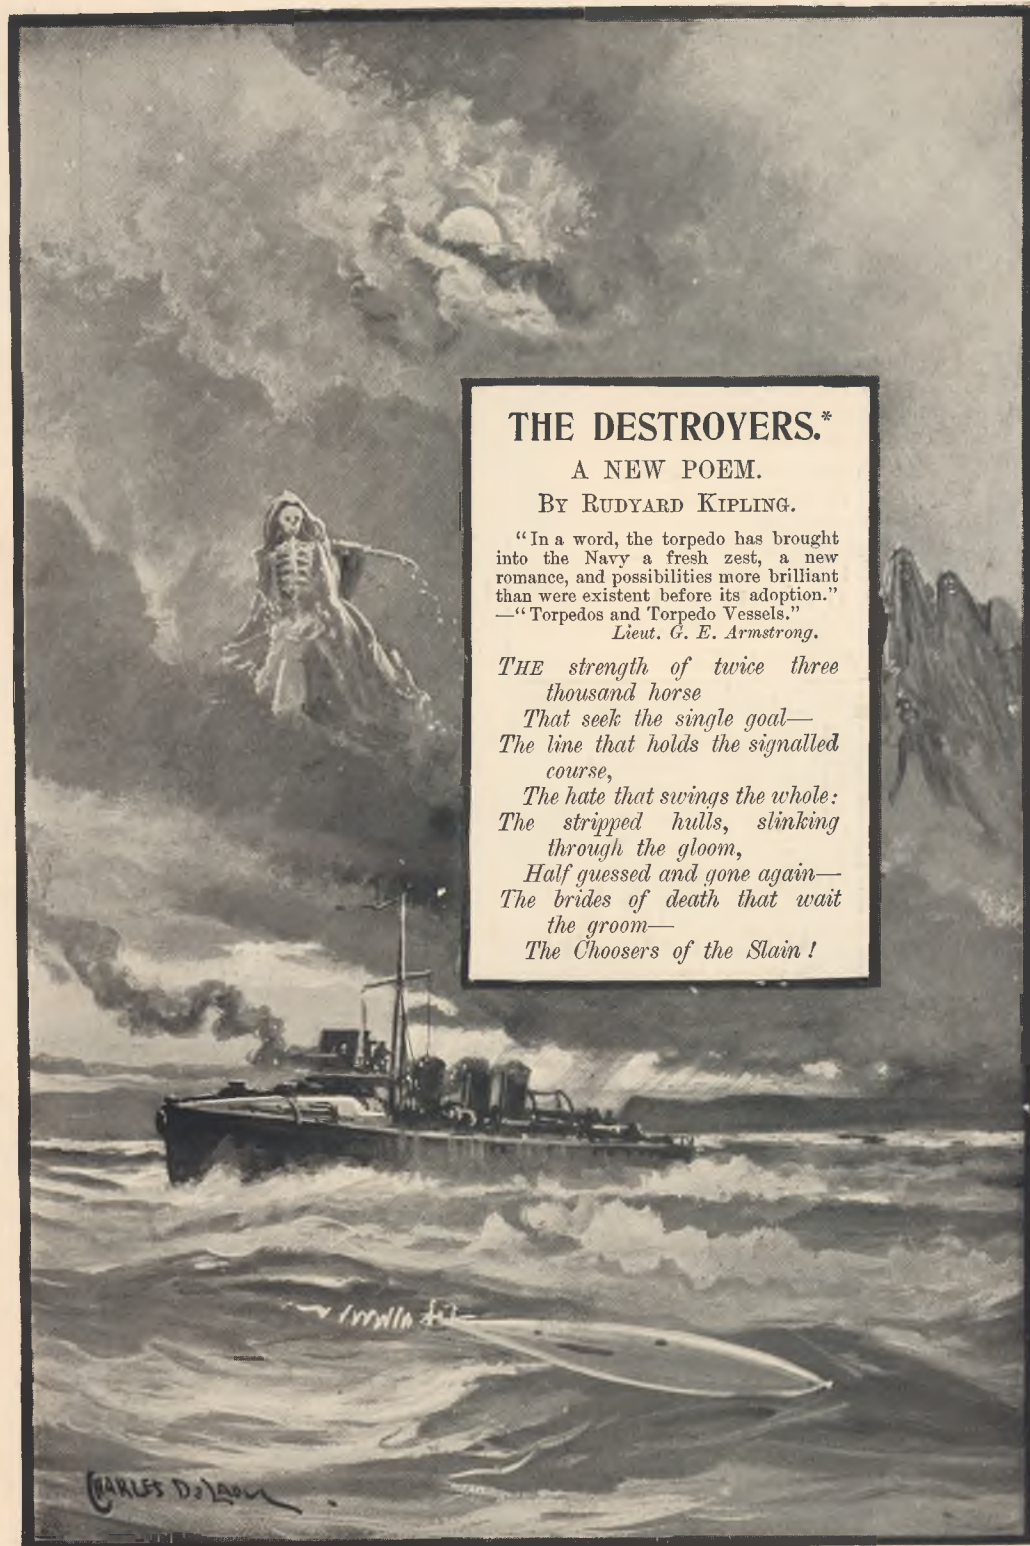 THE DESTROYERS.*
A NEW POEM.
BY RUDYARD KIPLING.
"In a word, the torpedo has brought
into the Navy a fresh zest, a new
romance, and possibilities more brilliant
than were existent before its adoption."
—"Torpedos and Torpedo Vessels."
Lieut. G. E. Armstrong.
THE strength of twice three
thousand horse
That seek the single goal—
The line that holds the signalled
course,
The hate that swings the whole:
The stripped hulls, slinking
through the gloom,
Half guessed and gone again—
The brides of death that wait
the groom—
The Choosers of the Slain!
CHARLES